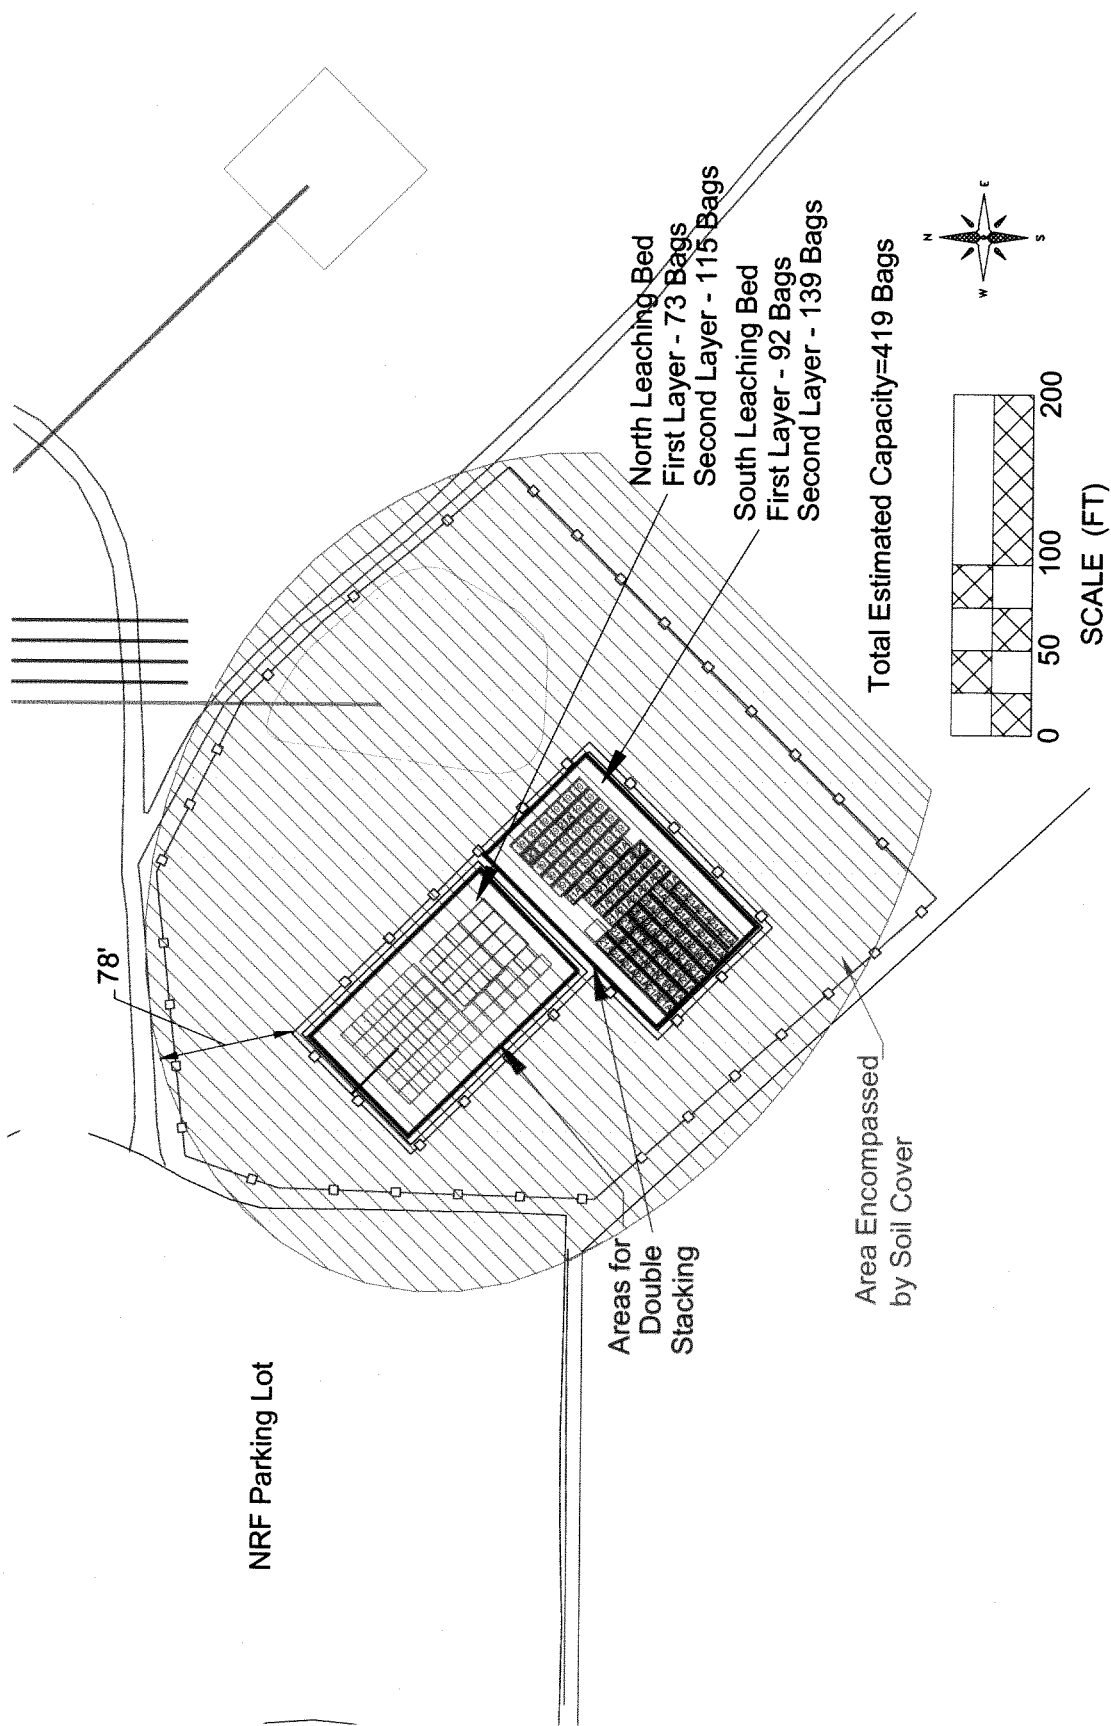 78'
NRF Parking Lot
North Leaching Bed
First Layer - 73 Bags
Second Layer - 115 Bags
South Leaching Bed
First Layer - 92 Bags
Second Layer - 139 Bags
Areas for
Double
Stacking
Area Encompassed
by Soil Cover
Total Estimated Capacity=419 Bags
N
E
S
W
0 50 100 200
SCALE (FT)